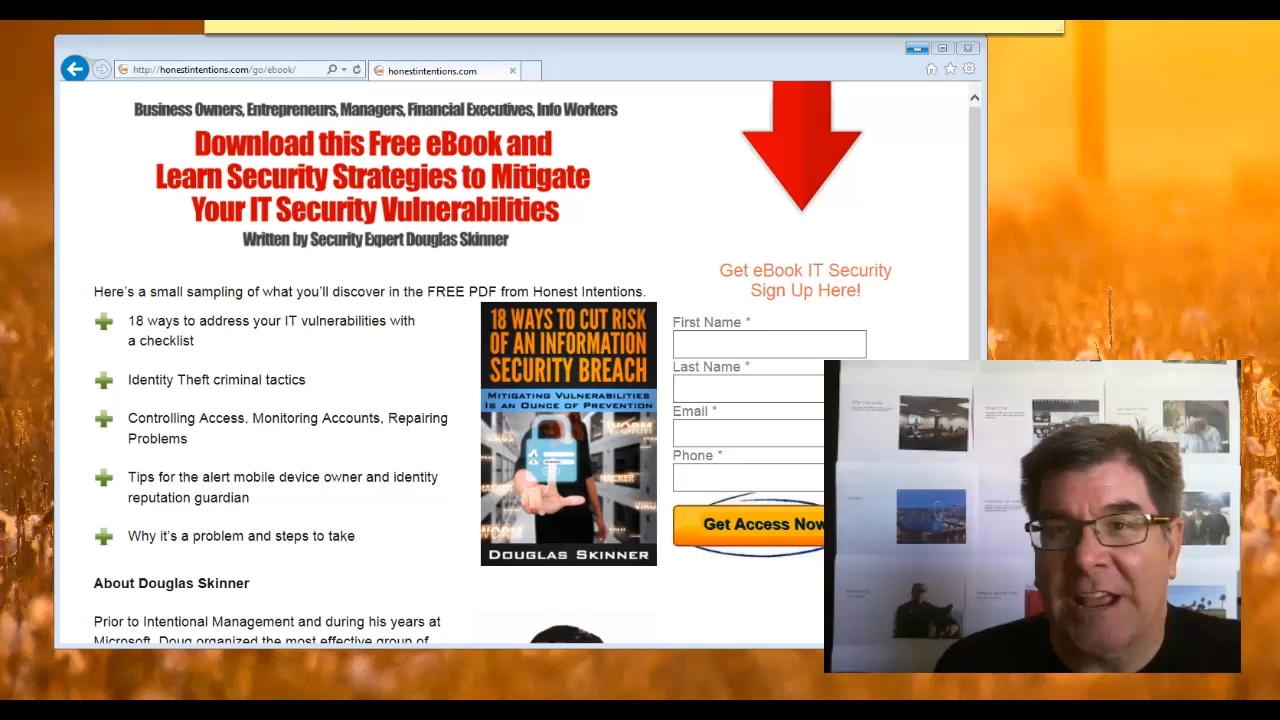 http://honestintentions.com/go/ebook/
honestintentions.com
Business Owners, Entrepreneurs, Managers, Financial Executives, Info Workers
Download this Free eBook and
Learn Security Strategies to Mitigate
Your IT Security Vulnerabilities
Written by Security Expert Douglas Skinner
Here's a small sampling of what you'll discover in the FREE PDF from Honest Intentions.
18 ways to address your IT vulnerabilities with
a checklist
Identity Theft criminal tactics
Controlling Access, Monitoring Accounts, Repairing
Problems
Tips for the alert mobile device owner and identity
reputation guardian
Why it's a problem and steps to take
About Douglas Skinner
Prior to Intentional Management and during his years at
Microsoft, Doug organized the most effective group of
18 WAYS TO CUT RISK
OF AN INFORMATION
SECURITY BREACH
MITIGATING VULNERABILITIES
IS AN OUNCE OF PREVENTION
WORM
HACKER
DOUGLAS SKINNER
Get eBook IT Security
Sign Up Here!
First Name *
Last Name *
Email *
Phone *
Get Access Now